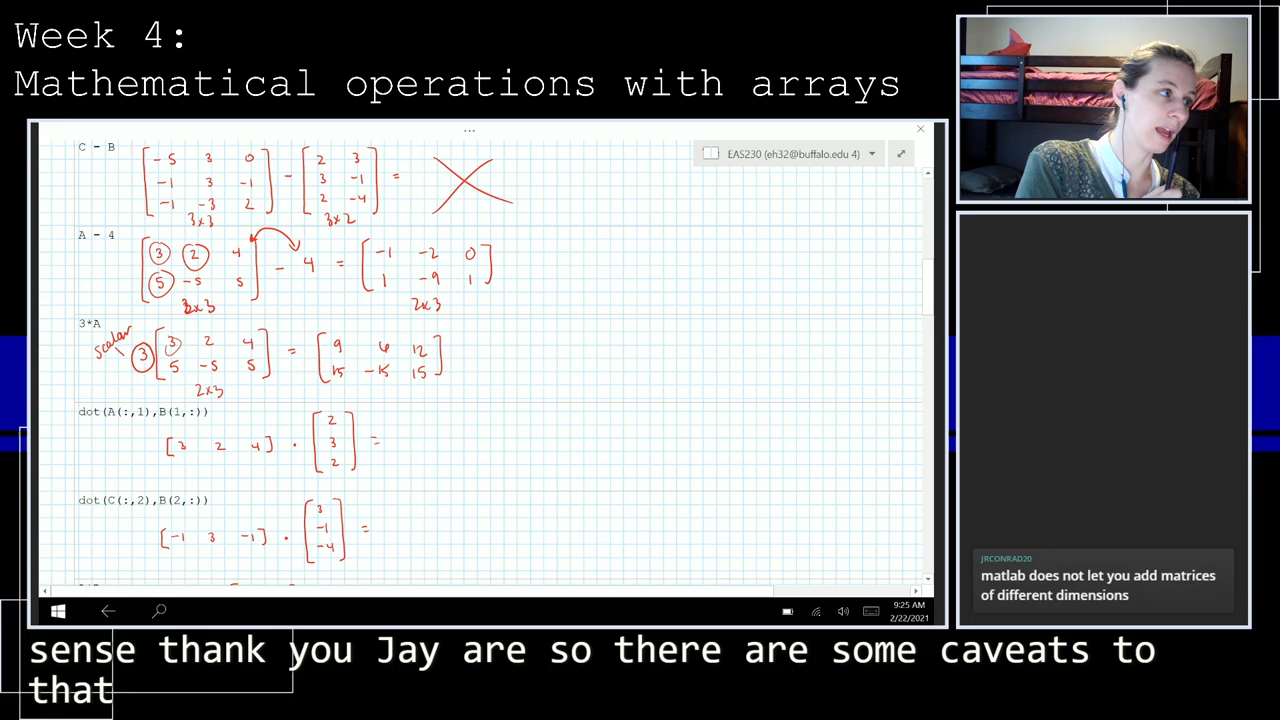 Week 4:
Mathematical operations with arrays
...
EAS230 (eh32@buffalo.edu 4)
C - B
-5 3 0
-1 3 -1
-1 -3 2
3x3
-
2 3
3 -1
2 -4
3x2
=
A - 4
3 2 4
5 -5 5
2x3
- 4 =
-1 -2 0
1 -9 1
2x3
3*A
scalar
3
3 2 4
5 -5 5
2x3
=
9 6 12
15 -15 15
dot(A(:,1),B(1,:))
[3 2 4] ·
2
3
2
=
dot(C(:,2),B(2,:))
[-1 3 -1] ·
3
-1
-4
=
9:25 AM
2/22/2021
JRCONRAD20
matlab does not let you add matrices
of different dimensions
sense thank you Jay are so there are some caveats to
that